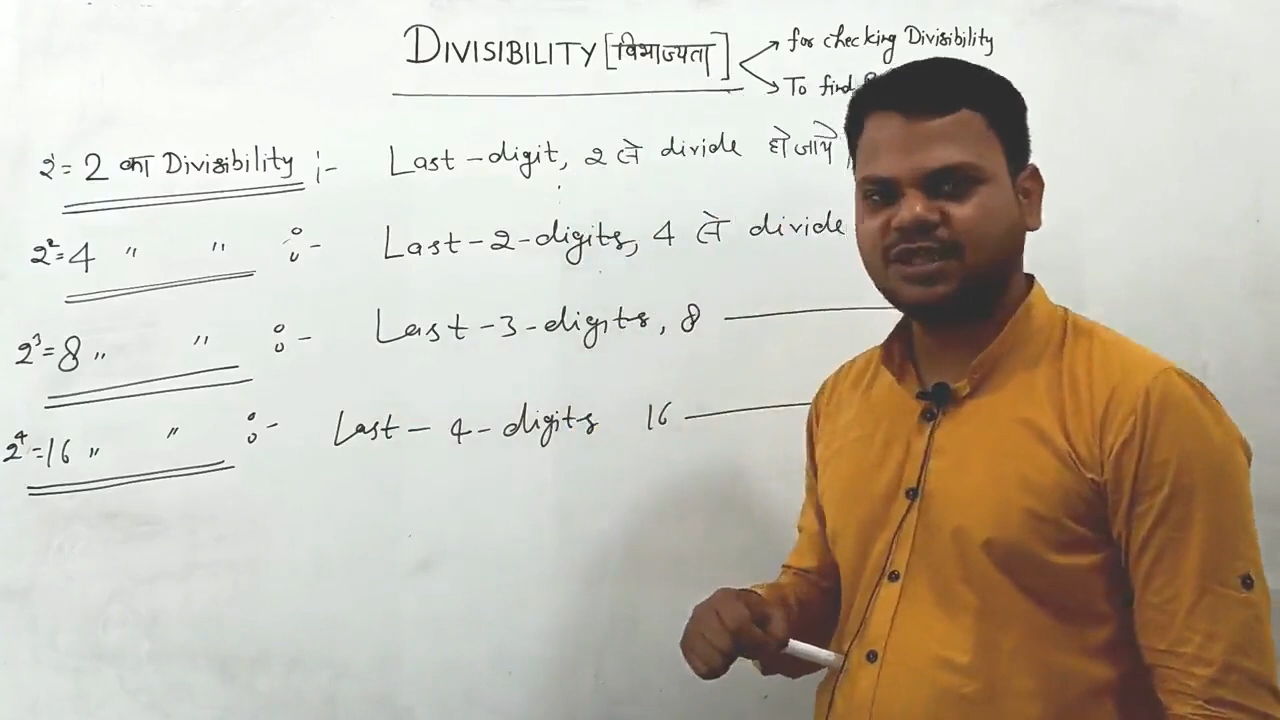 DIVISIBILITY [विभाज्यता] → for checking Divisibility
→ To find
2¹ = 2 का Divisibility :- Last-digit, 2 से divide हो जाये
2² = 4 " " :- Last-2-digits, 4 से divide
2³ = 8 " " :- Last-3-digits, 8 ———
2⁴ = 16 " " :- Last-4-digits 16 ———